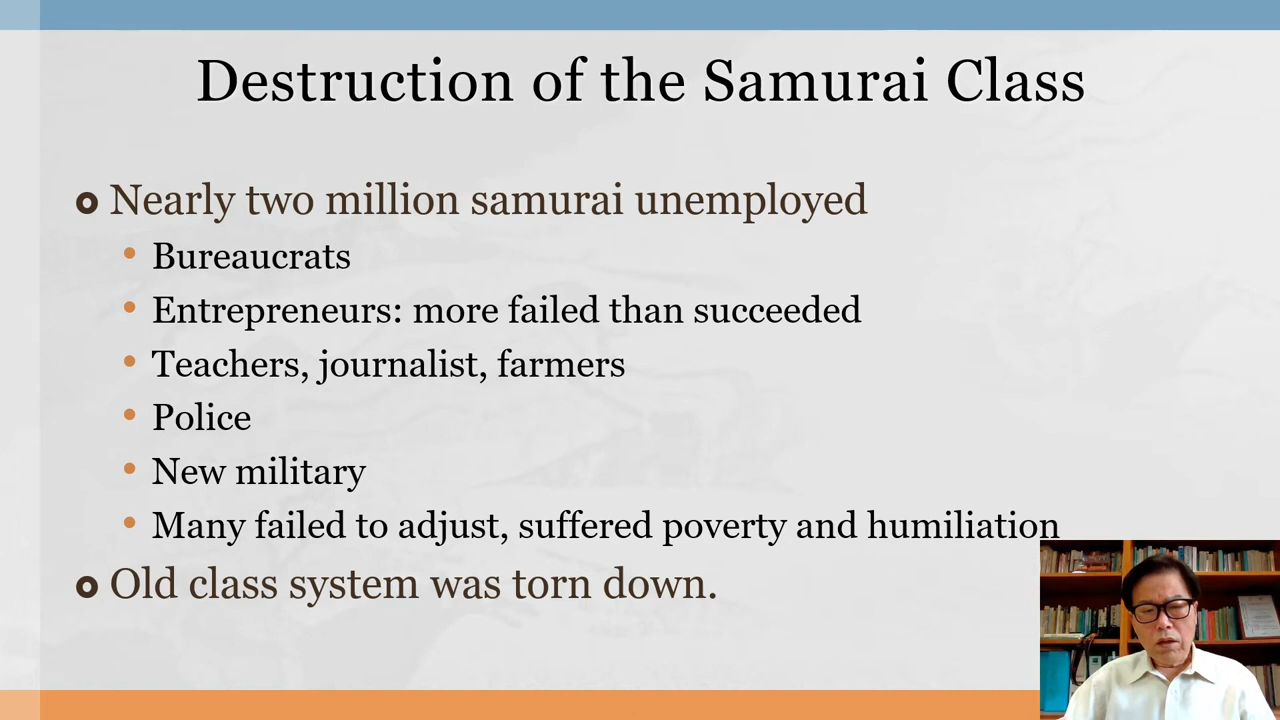 Destruction of the Samurai Class
Nearly two million samurai unemployed
Bureaucrats
Entrepreneurs: more failed than succeeded
Teachers, journalist, farmers
Police
New military
Many failed to adjust, suffered poverty and humiliation
Old class system was torn down.